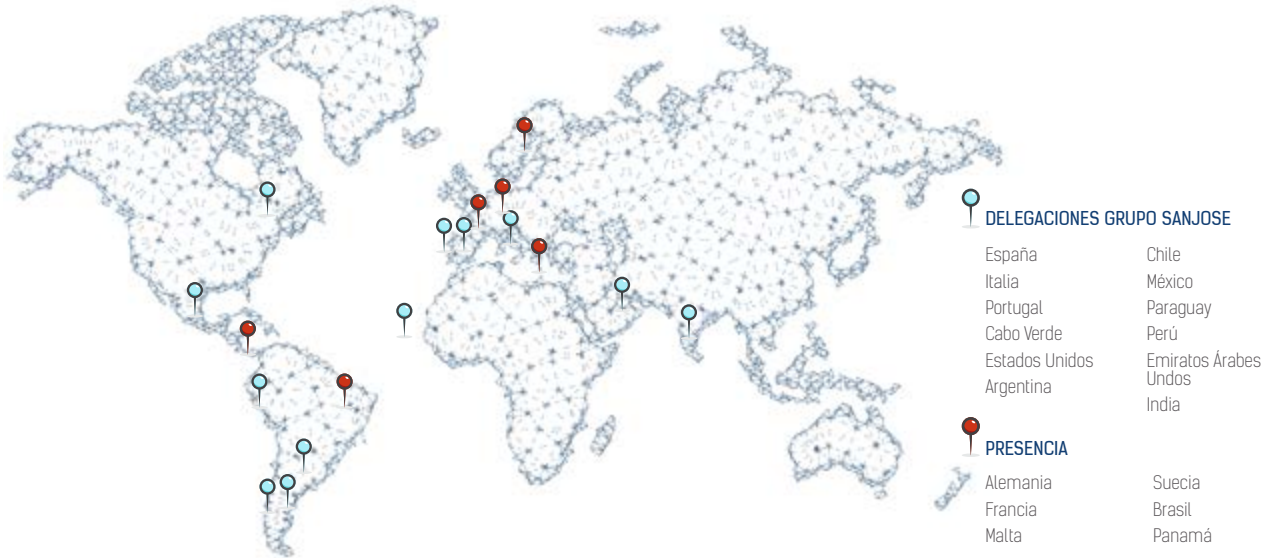 DELEGACIONES GRUPO SANJOSE
España
Italia
Portugal
Cabo Verde
Estados Unidos
Argentina
Chile
México
Paraguay
Perú
Emiratos Árabes
Undos
India
PRESENCIA
Alemania
Francia
Malta
Suecia
Brasil
Panamá